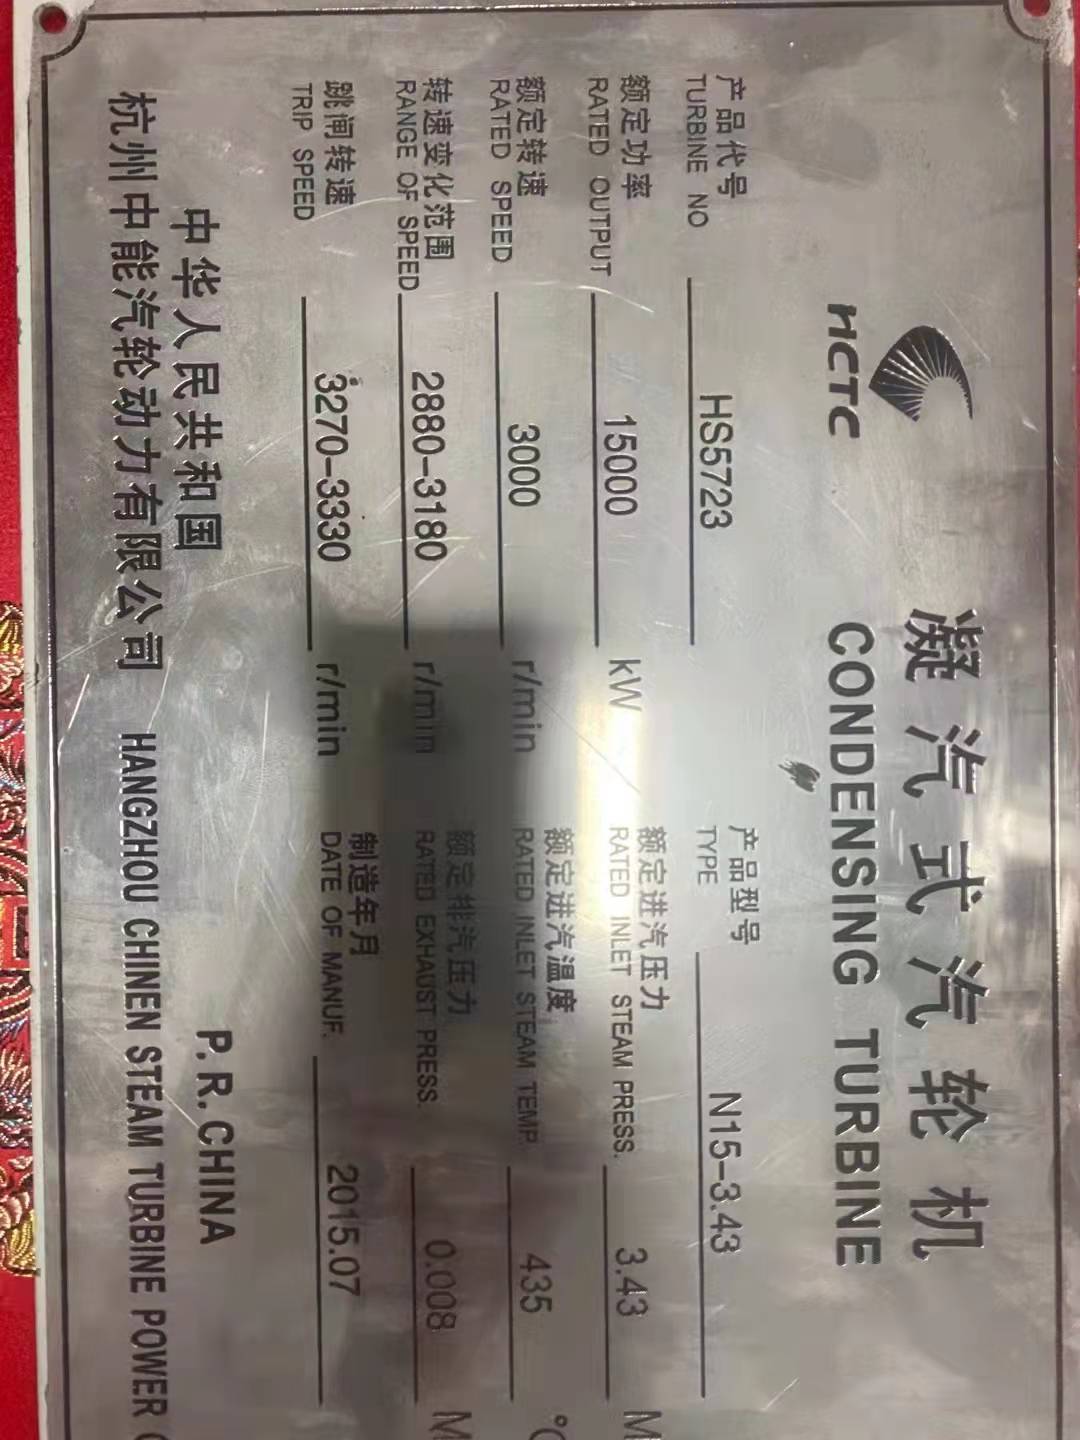 HCTC
凝汽式汽轮机
CONDENSING TURBINE
产品代号 HS5723
TURBINE NO
产品型号 N15-3.43
TYPE
额定功率 15000 kW
RATED OUTPUT
额定进汽压力 3.43 M
RATED INLET STEAM PRESS.
额定转速 3000 r/min
RATED SPEED
额定进汽温度 435 °C
RATED INLET STEAM TEMP.
转速变化范围 2880-3180 r/min
RANGE OF SPEED
额定排汽压力 0.008 M
RATED EXHAUST PRESS.
跳闸转速 3270-3330 r/min
TRIP SPEED
制造年月 2015.07
DATE OF MANUF.
中华人民共和国 P.R.CHINA
杭州中能汽轮动力有限公司 HANGZHOU CHINEN STEAM TURBINE POWER